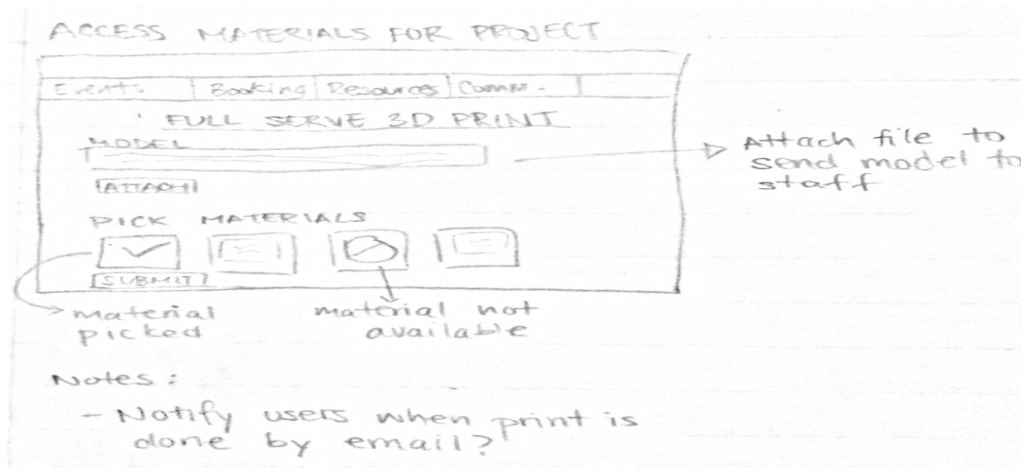 ACCESS MATERIALS FOR PROJECT
Events Booking Resources Comm.
FULL SERVE 3D PRINT
MODEL
Attach file to
send model to
staff
ATTACH
PICK MATERIALS
SUBMIT
material
picked
material not
available
Notes:
- Notify users when print is
done by email?